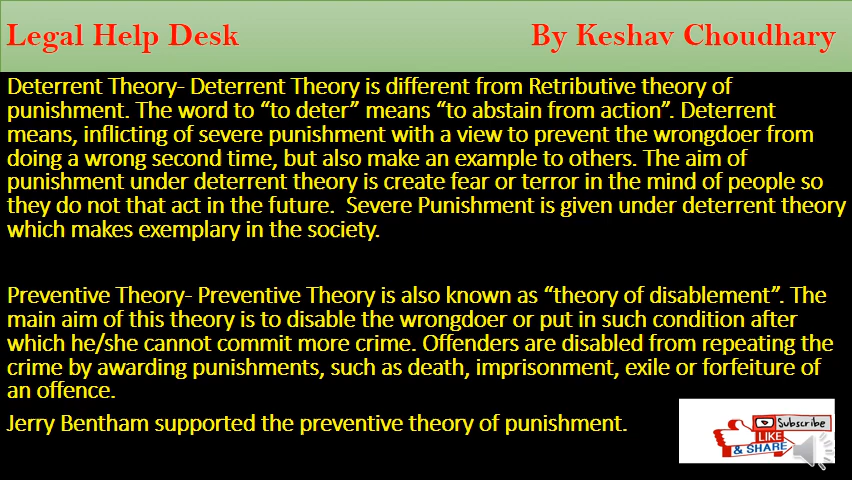 Legal Help Desk By Keshav Choudhary
Deterrent Theory- Deterrent Theory is different from Retributive theory of
punishment. The word to “to deter” means “to abstain from action”. Deterrent
means, inflicting of severe punishment with a view to prevent the wrongdoer from
doing a wrong second time, but also make an example to others. The aim of
punishment under deterrent theory is create fear or terror in the mind of people so
they do not that act in the future. Severe Punishment is given under deterrent theory
which makes exemplary in the society.
Preventive Theory- Preventive Theory is also known as “theory of disablement”. The
main aim of this theory is to disable the wrongdoer or put in such condition after
which he/she cannot commit more crime. Offenders are disabled from repeating the
crime by awarding punishments, such as death, imprisonment, exile or forfeiture of
an offence.
Jerry Bentham supported the preventive theory of punishment.
Subscribe
LIKE
& SHARE